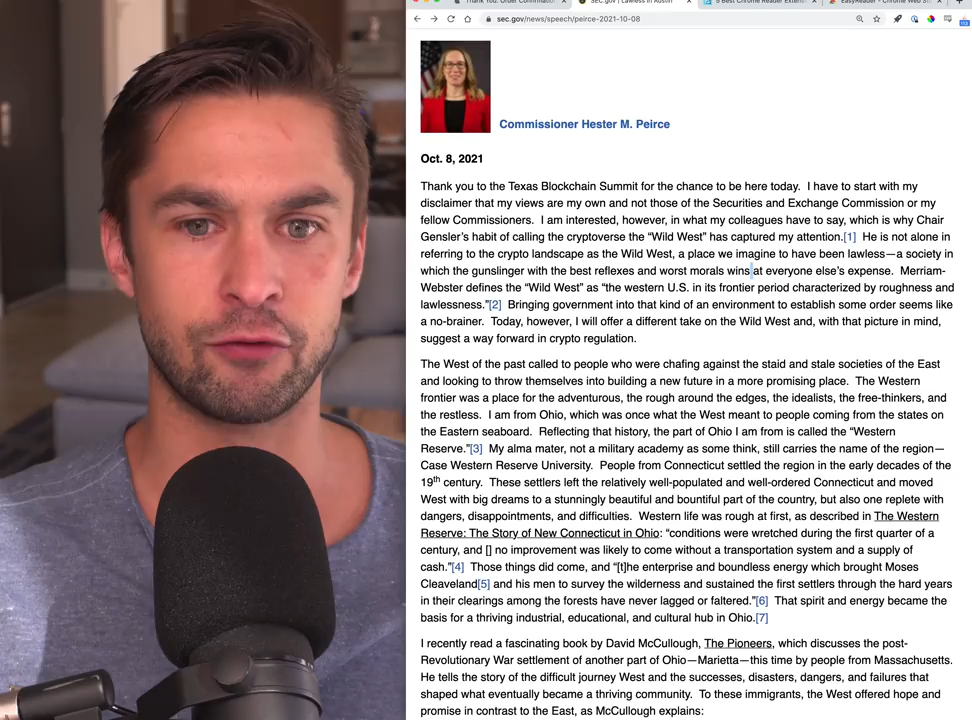 Thank You. Order Confirmation
SEC.gov | Lawless in Austin
5 Best Chrome Reader Extens
EasyReader - Chrome Web S
sec.gov/news/speech/peirce-2021-10-08
Commissioner Hester M. Peirce
Oct. 8, 2021
Thank you to the Texas Blockchain Summit for the chance to be here today. I have to start with my
disclaimer that my views are my own and not those of the Securities and Exchange Commission or my
fellow Commissioners. I am interested, however, in what my colleagues have to say, which is why Chair
Gensler's habit of calling the cryptoverse the “Wild West” has captured my attention.[1] He is not alone in
referring to the crypto landscape as the Wild West, a place we imagine to have been lawless—a society in
which the gunslinger with the best reflexes and worst morals wins at everyone else's expense. Merriam-
Webster defines the “Wild West” as “the western U.S. in its frontier period characterized by roughness and
lawlessness.”[2] Bringing government into that kind of an environment to establish some order seems like
a no-brainer. Today, however, I will offer a different take on the Wild West and, with that picture in mind,
suggest a way forward in crypto regulation.
The West of the past called to people who were chafing against the staid and stale societies of the East
and looking to throw themselves into building a new future in a more promising place. The Western
frontier was a place for the adventurous, the rough around the edges, the idealists, the free-thinkers, and
the restless. I am from Ohio, which was once what the West meant to people coming from the states on
the Eastern seaboard. Reflecting that history, the part of Ohio I am from is called the “Western
Reserve.”[3] My alma mater, not a military academy as some think, still carries the name of the region—
Case Western Reserve University. People from Connecticut settled the region in the early decades of the
19th century. These settlers left the relatively well-populated and well-ordered Connecticut and moved
West with big dreams to a stunningly beautiful and bountiful part of the country, but also one replete with
dangers, disappointments, and difficulties. Western life was rough at first, as described in The Western
Reserve: The Story of New Connecticut in Ohio: “conditions were wretched during the first quarter of a
century, and [] no improvement was likely to come without a transportation system and a supply of
cash.”[4] Those things did come, and “[t]he enterprise and boundless energy which brought Moses
Cleaveland[5] and his men to survey the wilderness and sustained the first settlers through the hard years
in their clearings among the forests have never lagged or faltered.”[6] That spirit and energy became the
basis for a thriving industrial, educational, and cultural hub in Ohio.[7]
I recently read a fascinating book by David McCullough, The Pioneers, which discusses the post-
Revolutionary War settlement of another part of Ohio—Marietta—this time by people from Massachusetts.
He tells the story of the difficult journey West and the successes, disasters, dangers, and failures that
shaped what eventually became a thriving community. To these immigrants, the West offered hope and
promise in contrast to the East, as McCullough explains: